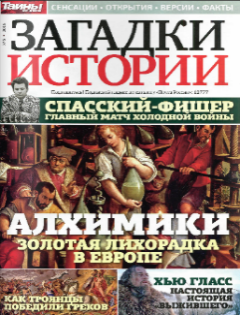 Тайны
СЕНСАЦИИ • ОТКРЫТИЯ • ВЕРСИИ • ФАКТЫ
ЗАГАДКИ
ИСТОРИИ
СПАССКИЙ-ФИШЕР
ГЛАВНЫЙ МАТЧ ХОЛОДНОЙ ВОЙНЫ
АЛХИМИКИ
ЗОЛОТАЯ ЛИХОРАДКА
В ЕВРОПЕ
КАК ТРОЯНЦЫ
ПОБЕДИЛИ ГРЕКОВ
ХЬЮ ГЛАСС
НАСТОЯЩАЯ
ИСТОРИЯ
«ВЫЖИВШЕГО»